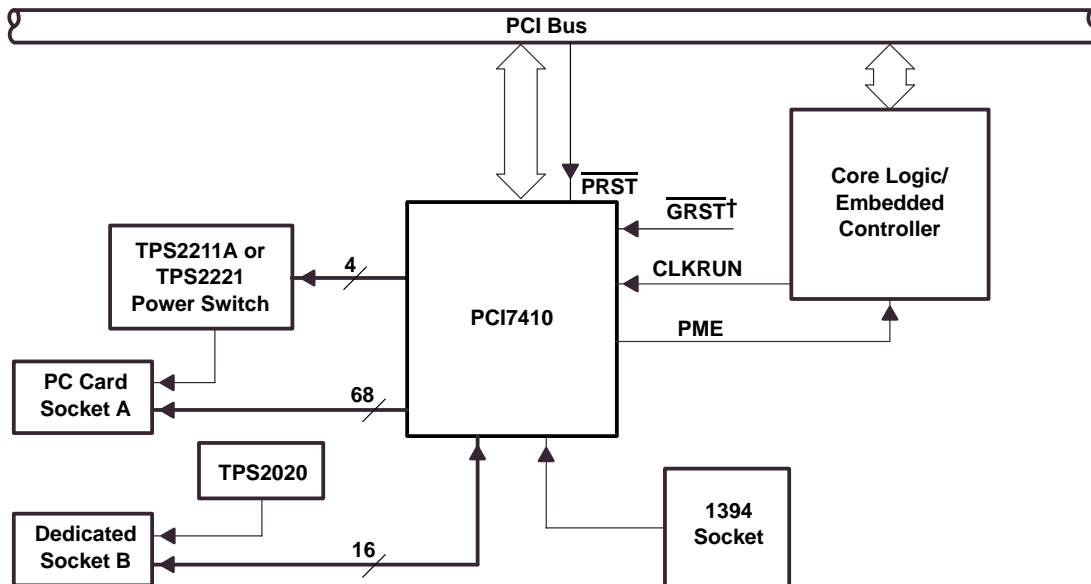 PCI Bus
PRST
GRST†
Core Logic/
Embedded
Controller
TPS2211A or
TPS2221
Power Switch
4
CLKRUN
PCI7410
PME
PC Card
Socket A
68
TPS2020
1394
Socket
Dedicated
Socket B
16